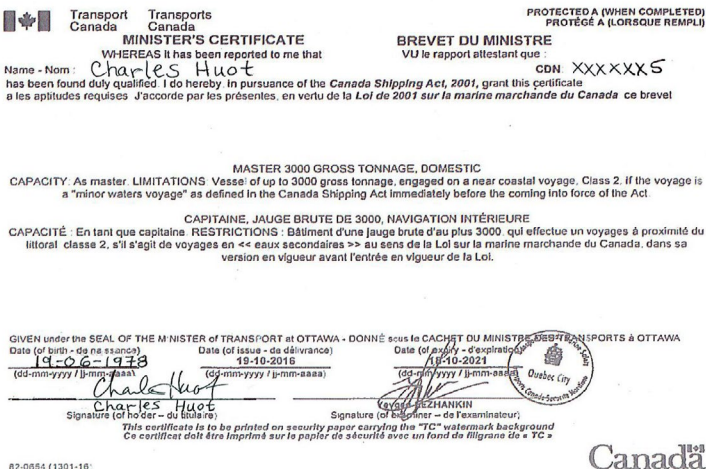 Transport Canada
Transports Canada
PROTECTED A (WHEN COMPLETED)
PROTÉGÉ A (LORSQUE REMPLI)
MINISTER'S CERTIFICATE
BREVET DU MINISTRE
WHEREAS It has been reported to me that
VU le rapport attestant que :
Name - Nom : Charles Huot
CDN: XXXXXX5
has been found duly qualified. I do hereby, in pursuance of the Canada Shipping Act, 2001, grant this certificate
a les aptitudes requises J'accorde par les présentes, en vertu de la Loi de 2001 sur la marine marchande du Canada ce brevet
MASTER 3000 GROSS TONNAGE, DOMESTIC
CAPACITY: As master. LIMITATIONS: Vessel of up to 3000 gross tonnage, engaged on a near coastal voyage, Class 2, if the voyage is
a "minor waters voyage" as defined in the Canada Shipping Act immediately before the coming into force of the Act.
CAPITAINE, JAUGE BRUTE DE 3000, NAVIGATION INTÉRIEURE
CAPACITÉ : En tant que capitaine. RESTRICTIONS : Bâtiment d'une jauge brute d'au plus 3000, qui effectue un voyages à proximité du
littoral classe 2, s'il s'agit de voyages en << eaux secondaires >> au sens de la Loi sur la marine marchande du Canada, dans sa
version en vigueur avant l'entrée en vigueur de la Loi.
GIVEN under the SEAL OF THE MINISTER of TRANSPORT at OTTAWA - DONNÉ sous le CACHET DU MINISTRE DES TRANSPORTS à OTTAWA
Date (of birth - de naissance)
Date (of issue - de délivrance)
Date (of expiry - d'expiration)
19-06-1978
19-10-2016
18-10-2021
(dd-mm-yyyy / jj-mm-aaaa)
(dd-mm-yyyy / jj-mm-aaaa)
(dd-mm-yyyy / jj-mm-aaaa)
Quebec City
Charles Huot
Charles Huot
Signature (of holder – du titulaire)
Signature (of examiner – de l'examinateur)
This certificate is to be printed on security paper carrying the "TC" watermark background
Ce certificat doit être imprimé sur le papier de sécurité avec un fond de filigrane de « TC »
82-0664 (1301-16)
Canada